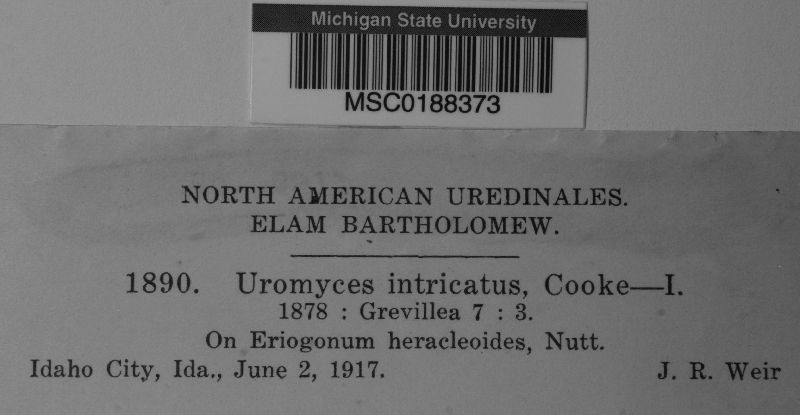 Michigan State University
MSC0188373
NORTH AMERICAN UREDINALES.
ELAM BARTHOLOMEW.
1890. Uromyces intricatus, Cooke—I.
1878 : Grevillea 7 : 3.
On Eriogonum heracleoides, Nutt.
Idaho City, Ida., June 2, 1917. J. R. Weir